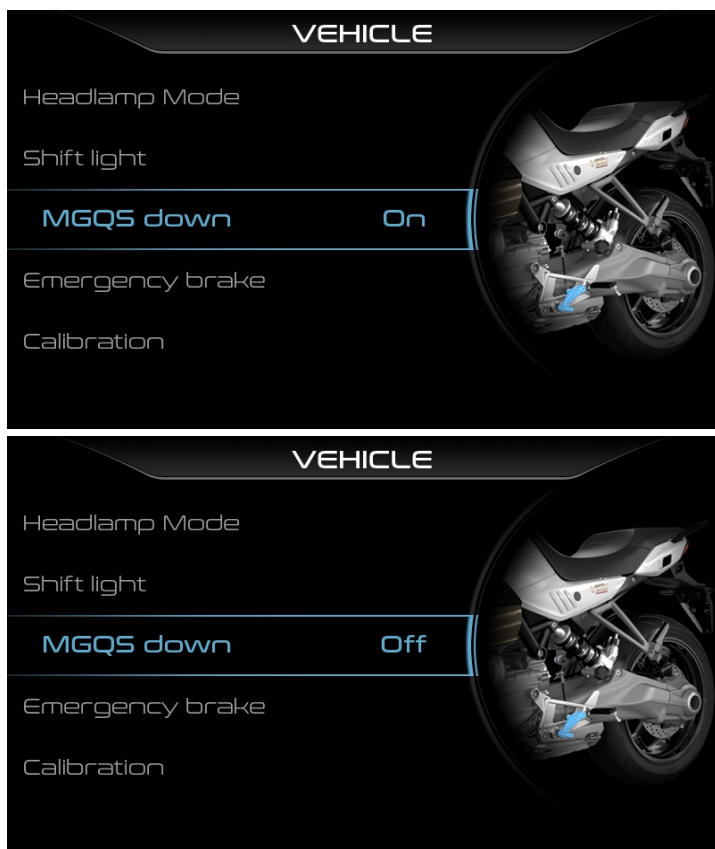 VEHICLE
Headlamp Mode
Shift light
MGQS down On
Emergency brake
Calibration
VEHICLE
Headlamp Mode
Shift light
MGQS down Off
Emergency brake
Calibration